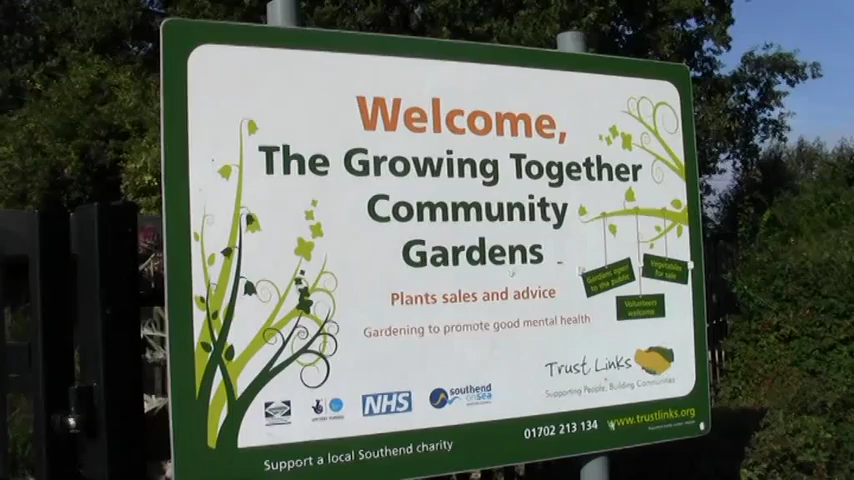 Welcome,
The Growing Together
Community
Gardens
Plants sales and advice
Gardening to promote good mental health
Gardens open
to the public
Vegetables
for sale
Volunteers
welcome
Trust Links
Supporting People, Building Communities
NHS
southend
on sea
Support a local Southend charity
01702 213 134
www.trustlinks.org